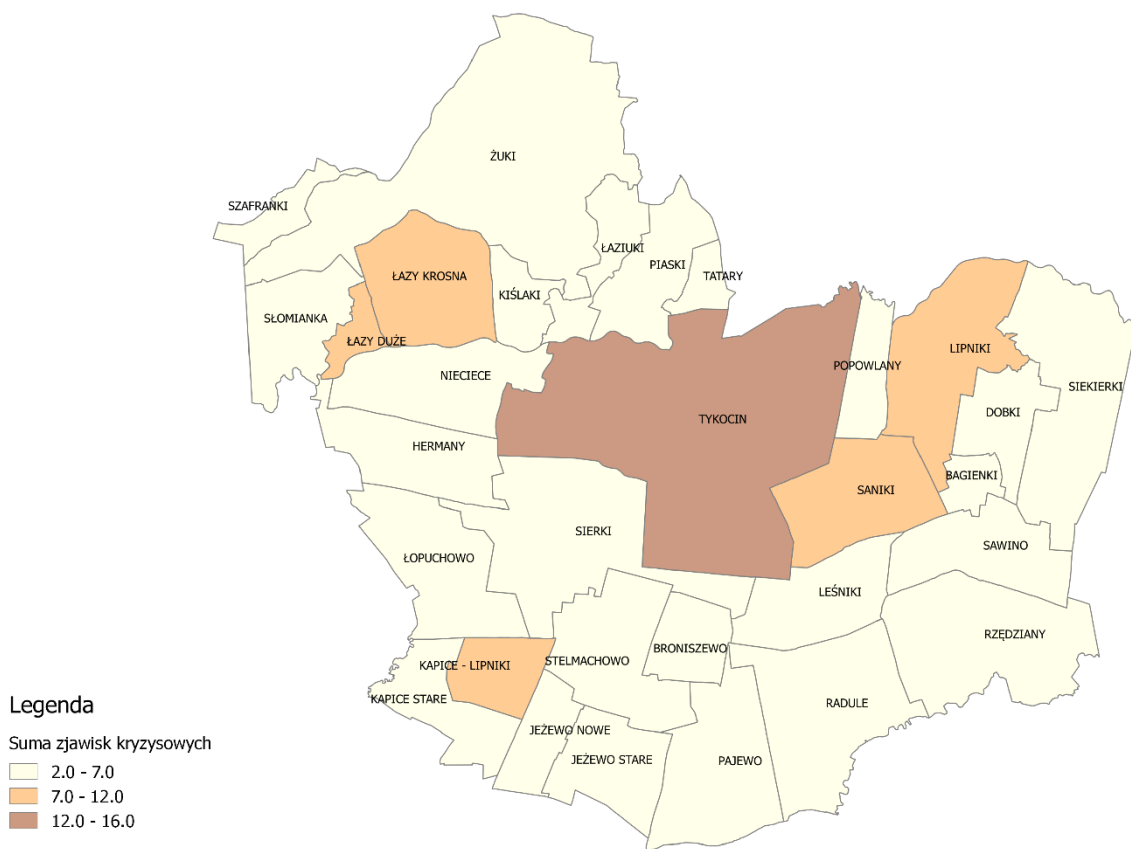 ŻUKI
SZAFRAŃKI
ŁAZIUKI
PIASKI
TATARY
ŁAZY KROSNA
KIŚLAKI
SŁOMIANKA
ŁAZY DUŻE
LIPNIKI
POPOWLANY
NIECIECE
SIEKIERKI
DOBKI
TYKOCIN
HERMANY
BAGIENKI
SANIKI
SIERKI
SAWINO
ŁOPUCHOWO
LEŚNIKI
RZĘDZIANY
BRONISZEWO
STELMACHOWO
KAPICE - LIPNIKI
KAPICE STARE
RADULE
JEŻEWO NOWE
JEŻEWO STARE
PAJEWO
Legenda
Suma zjawisk kryzysowych
2.0 - 7.0
7.0 - 12.0
12.0 - 16.0